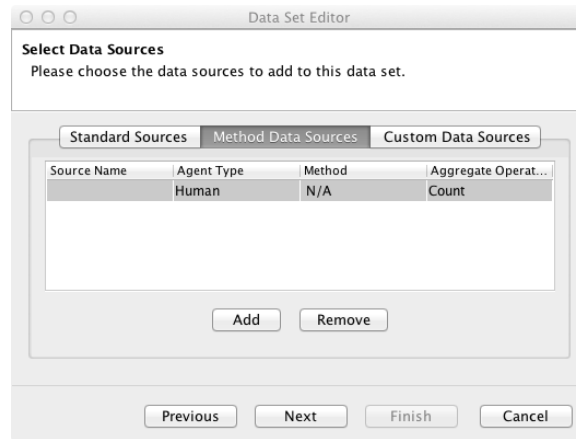 Data Set Editor
Select Data Sources
Please choose the data sources to add to this data set.
Standard Sources Method Data Sources Custom Data Sources
Source Name Agent Type Method Aggregate Operat...
Human N/A Count
Add Remove
Previous Next Finish Cancel